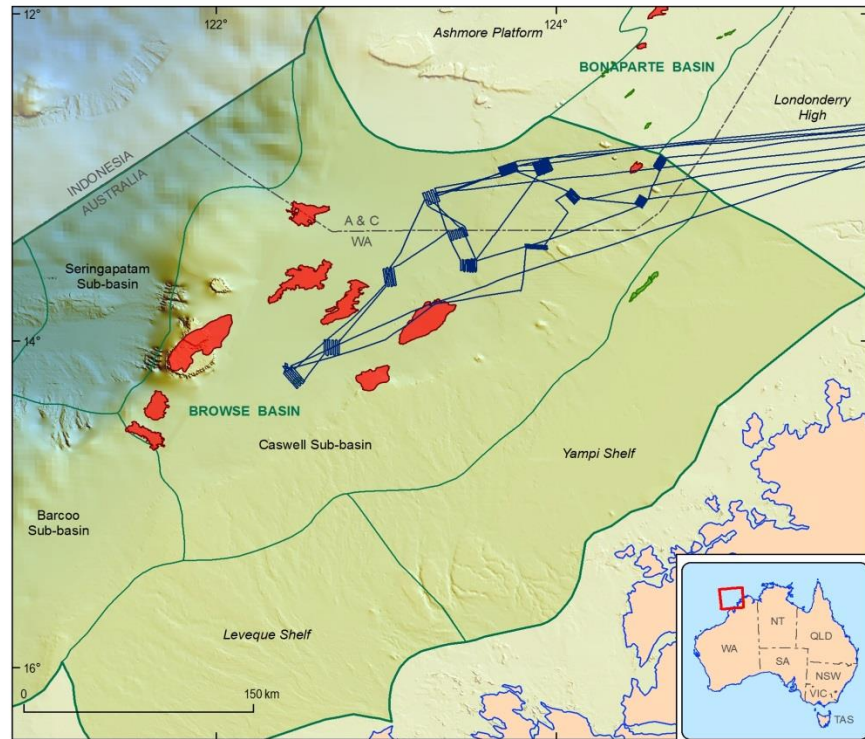 122°
124°
12°
Ashmore Platform
BONAPARTE BASIN
Londonderry
High
INDONESIA
AUSTRALIA
A & C
WA
Seringapatam
Sub-basin
14°
BROWSE BASIN
Caswell Sub-basin
Yampi Shelf
Barcoo
Sub-basin
Leveque Shelf
16°
0
150 km
NT
QLD
WA
SA
NSW
VIC
TAS